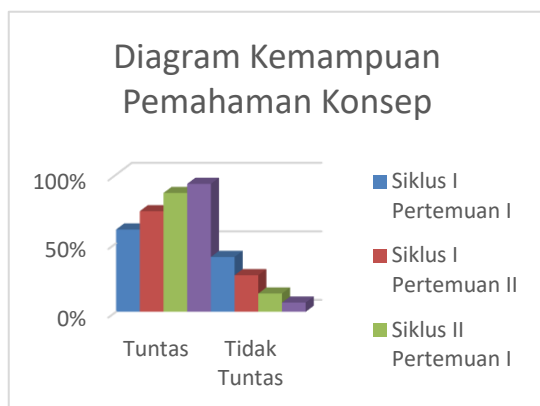 Diagram Kemampuan
Pemahaman Konsep
100%
50%
0%
Tuntas
Tidak
Tuntas
Siklus I
Pertemuan I
Siklus I
Pertemuan II
Siklus II
Pertemuan I